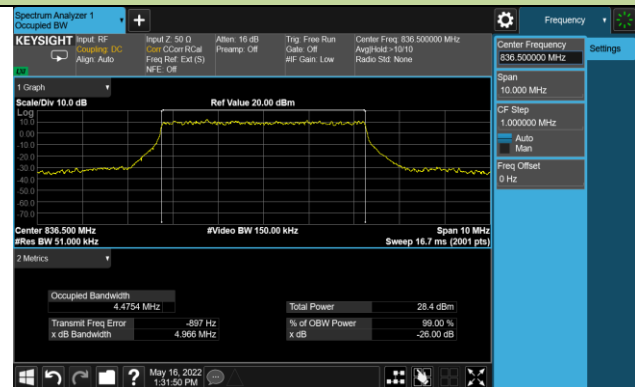 Spectrum Analyzer 1
Occupied BW
Frequency
KEYSIGHT
Input: RF
Coupling: DC
Align: Auto
Input Z: 50 Ω
Corr CCorr RCal
Freq Ref: Ext (S)
NFE: Off
Atten: 16 dB
Preamp: Off
Trig: Free Run
Gate: Off
#IF Gain: Low
Center Freq: 836.500000 MHz
Avg|Hold:>10/10
Radio Std: None
1 Graph
Scale/Div 10.0 dB
Ref Value 20.00 dBm
Log
10.0
0.00
-10.0
-20.0
-30.0
-40.0
-50.0
-60.0
-70.0
Center 836.500 MHz
#Video BW 150.00 kHz
Span 10 MHz
#Res BW 51.000 kHz
Sweep 16.7 ms (2001 pts)
2 Metrics
Occupied Bandwidth
4.4754 MHz
Total Power
28.4 dBm
Transmit Freq Error
-897 Hz
% of OBW Power
99.00 %
x dB Bandwidth
4.966 MHz
x dB
-26.00 dB
Center Frequency
836.500000 MHz
Settings
Span
10.000 MHz
CF Step
1.000000 MHz
Auto
Man
Freq Offset
0 Hz
?
May 16, 2022
1:31:50 PM